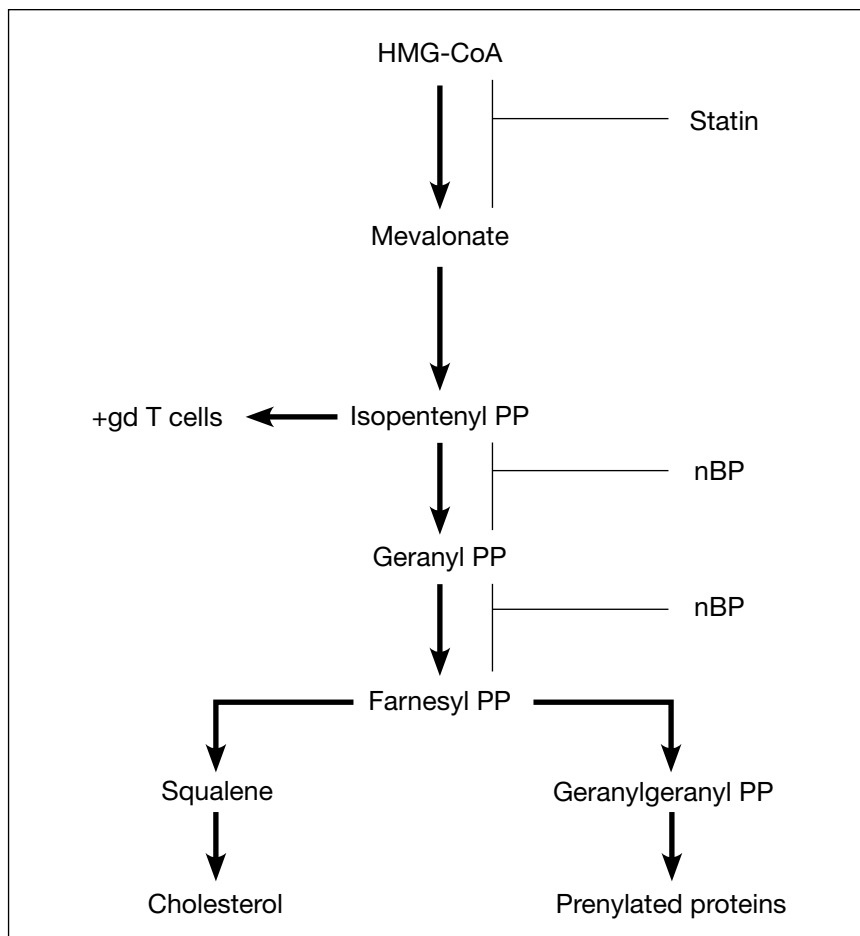 HMG-CoA
Statin
Mevalonate
+gd T cells
Isopentenyl PP
nBP
Geranyl PP
nBP
Farnesyl PP
Squalene
Geranylgeranyl PP
Cholesterol
Prenylated proteins